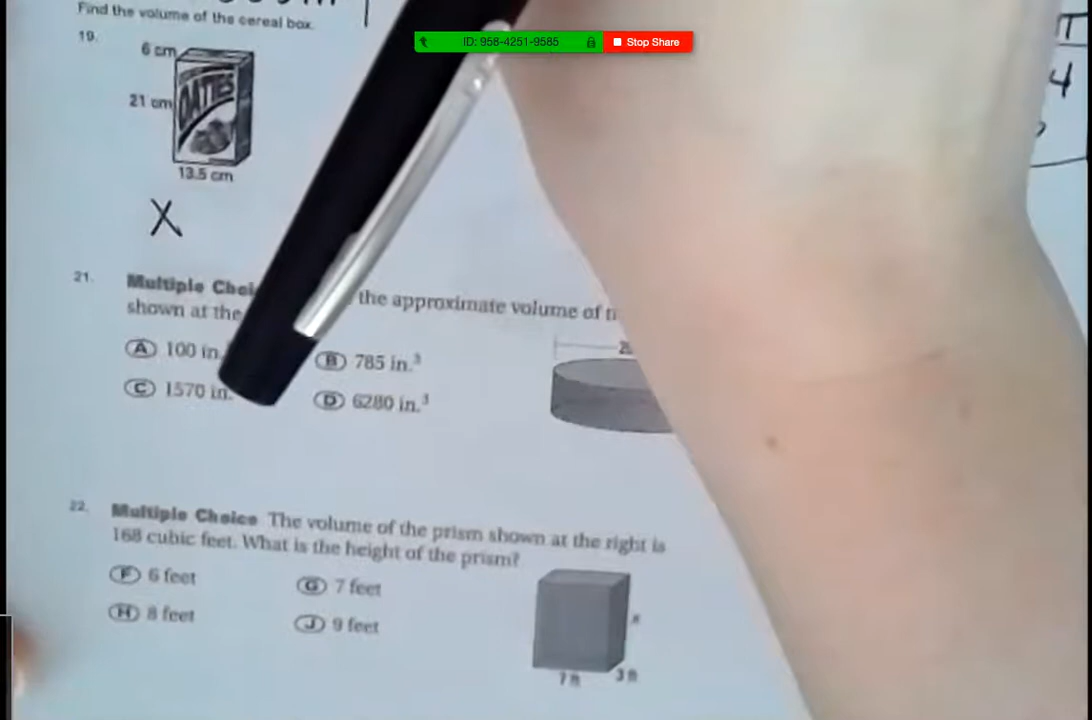 Find the volume of the cereal box.
ID: 958-4251-9585
Stop Share
19.
6 cm
21 cm
OATIES
13.5 cm
X
4
21. Multiple the approximate volume of
shown at the
A 100 in.
B 785 in.³
C 1570 in.
D 6280 in.³
22. Multiple Choice The volume of the prism shown at the right is
168 cubic feet. What is the height of the prism?
F 6 feet
G 7 feet
H 8 feet
J 9 feet
7 ft
3 ft